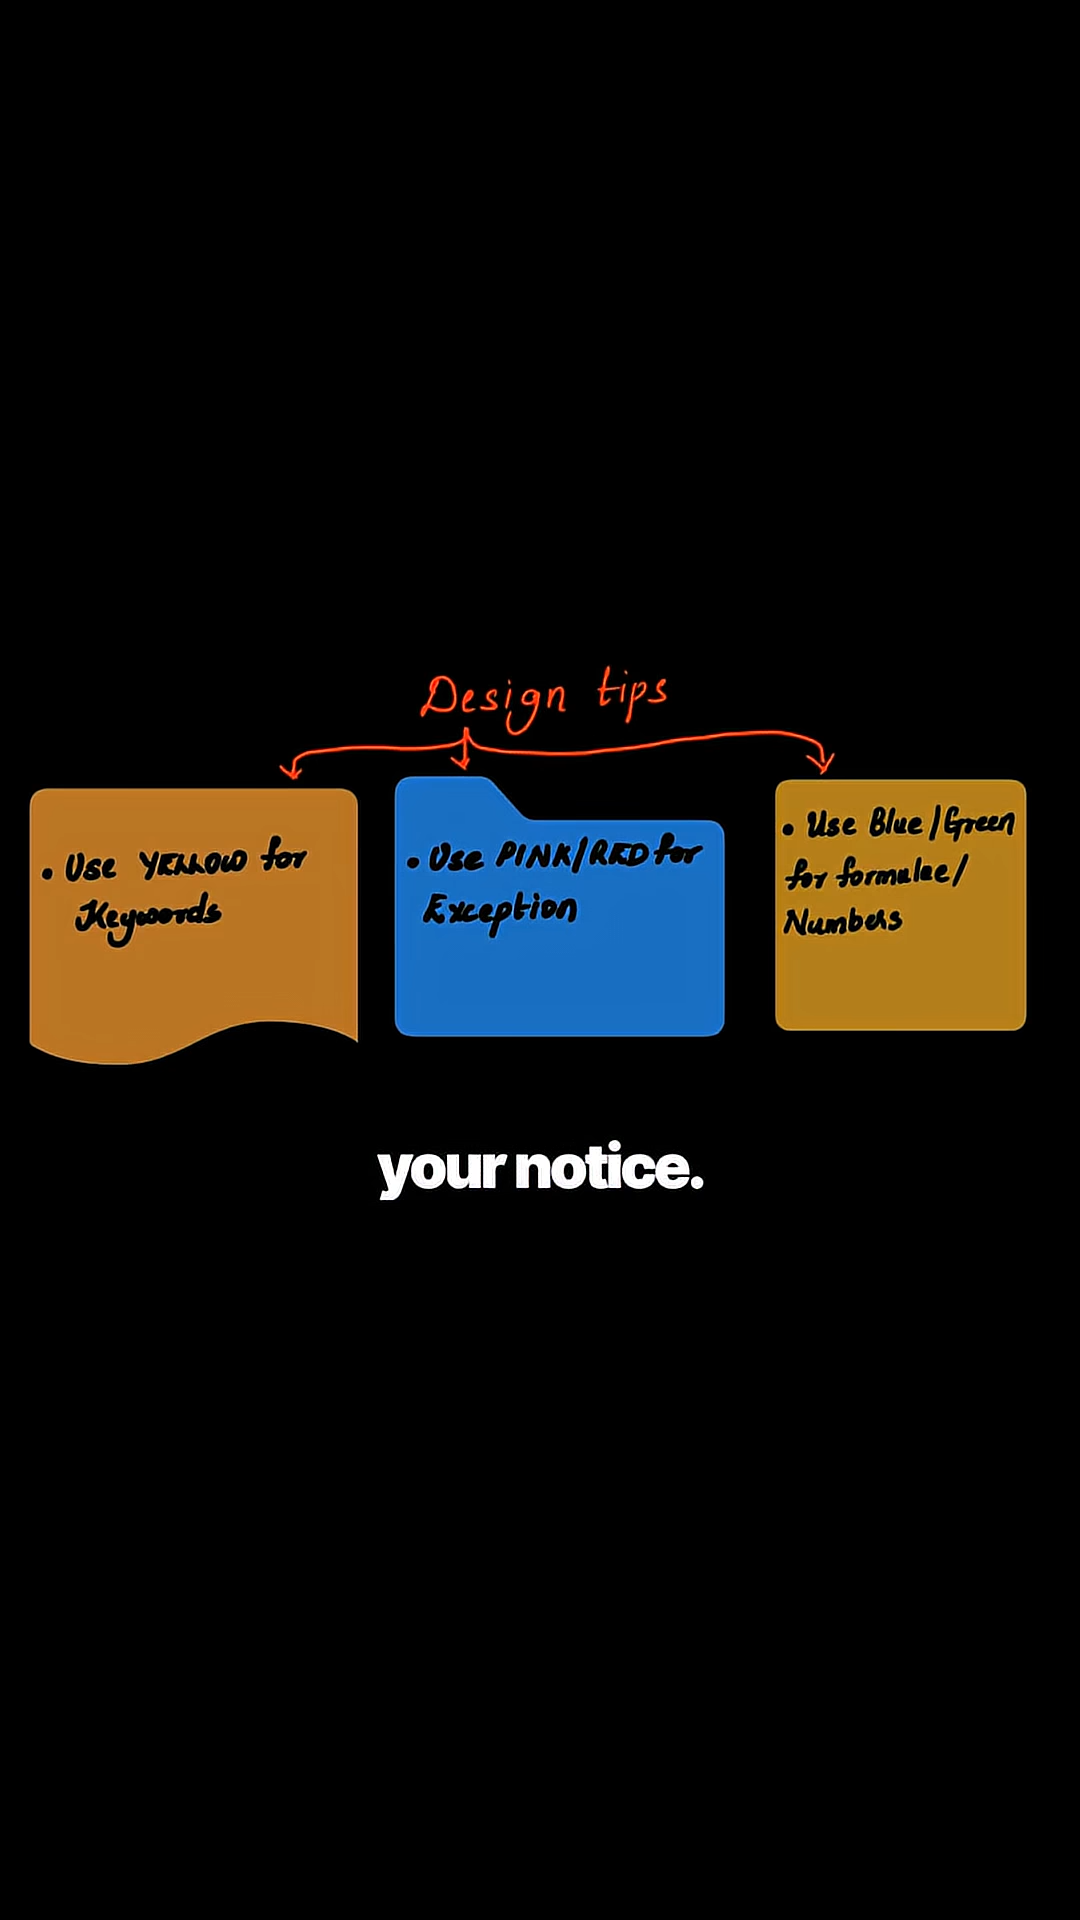 Design tips
• Use YELLOW for
Keywords
• Use PINK/RED for
Exception
• Use Blue/Green
for formulae/
Numbers
your notice.